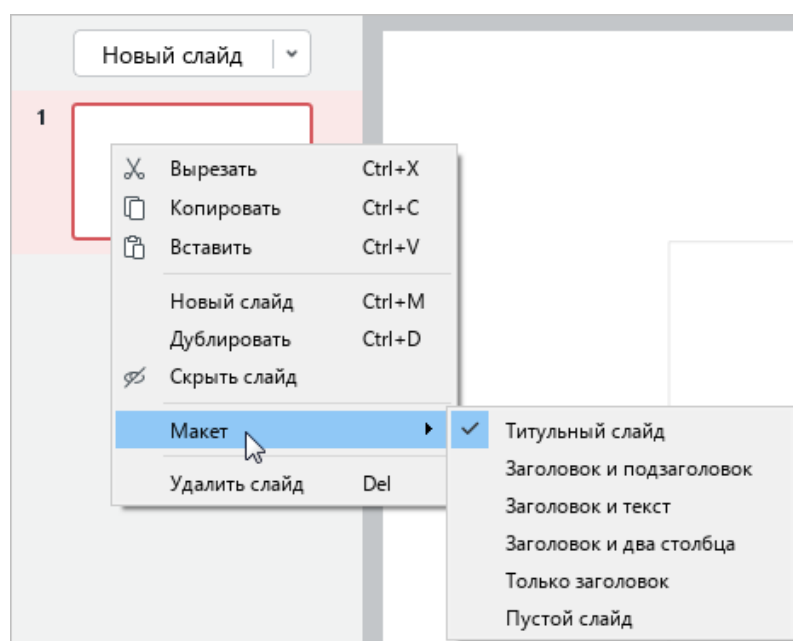 Новый слайд
1
Вырезать Ctrl+X
Копировать Ctrl+C
Вставить Ctrl+V
Новый слайд Ctrl+M
Дублировать Ctrl+D
Скрыть слайд
Макет
Удалить слайд Del
Титульный слайд
Заголовок и подзаголовок
Заголовок и текст
Заголовок и два столбца
Только заголовок
Пустой слайд